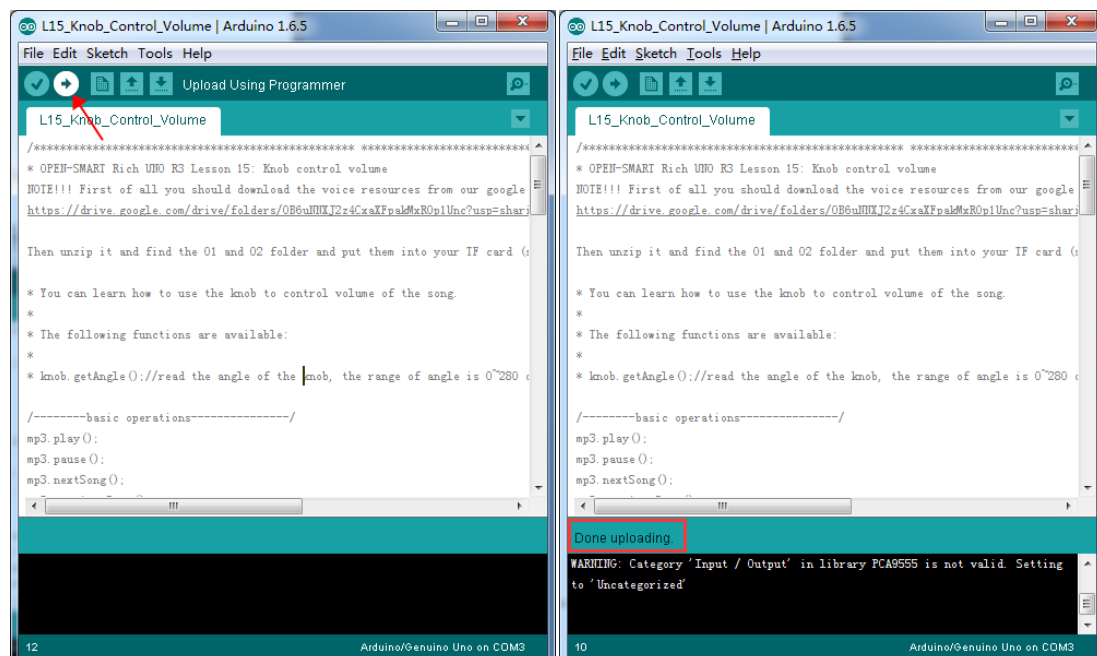 L15_Knob_Control_Volume | Arduino 1.6.5
File Edit Sketch Tools Help
Upload Using Programmer
L15_Knob_Control_Volume
/************************************************ *************************
* OPEN-SMART Rich UNO R3 Lesson 15: Knob control volume
NOTE!!! First of all you should download the voice resources from our google
https://drive.google.com/drive/folders/0B6uNNXJ2z4CxaXFpakMxROp1Unc?usp=shari
Then unzip it and find the 01 and 02 folder and put them into your TF card (s
* You can learn how to use the knob to control volume of the song.
*
* The following functions are available:
*
* knob.getAngle();//read the angle of the knob, the range of angle is 0~280 d
/--------basic operations---------------/
mp3.play();
mp3.pause();
mp3.nextSong();
12
Arduino/Genuino Uno on COM3
L15_Knob_Control_Volume | Arduino 1.6.5
File Edit Sketch Tools Help
L15_Knob_Control_Volume
/************************************************ *************************
* OPEN-SMART Rich UNO R3 Lesson 15: Knob control volume
NOTE!!! First of all you should download the voice resources from our google
https://drive.google.com/drive/folders/0B6uNNXJ2z4CxaXFpakMxROp1Unc?usp=shari
Then unzip it and find the 01 and 02 folder and put them into your TF card (s
* You can learn how to use the knob to control volume of the song.
*
* The following functions are available:
*
* knob.getAngle();//read the angle of the knob, the range of angle is 0~280 d
/--------basic operations---------------/
mp3.play();
mp3.pause();
mp3.nextSong();
Done uploading.
WARNING: Category 'Input / Output' in library PCA9555 is not valid. Setting
to 'Uncategorized'
10
Arduino/Genuino Uno on COM3